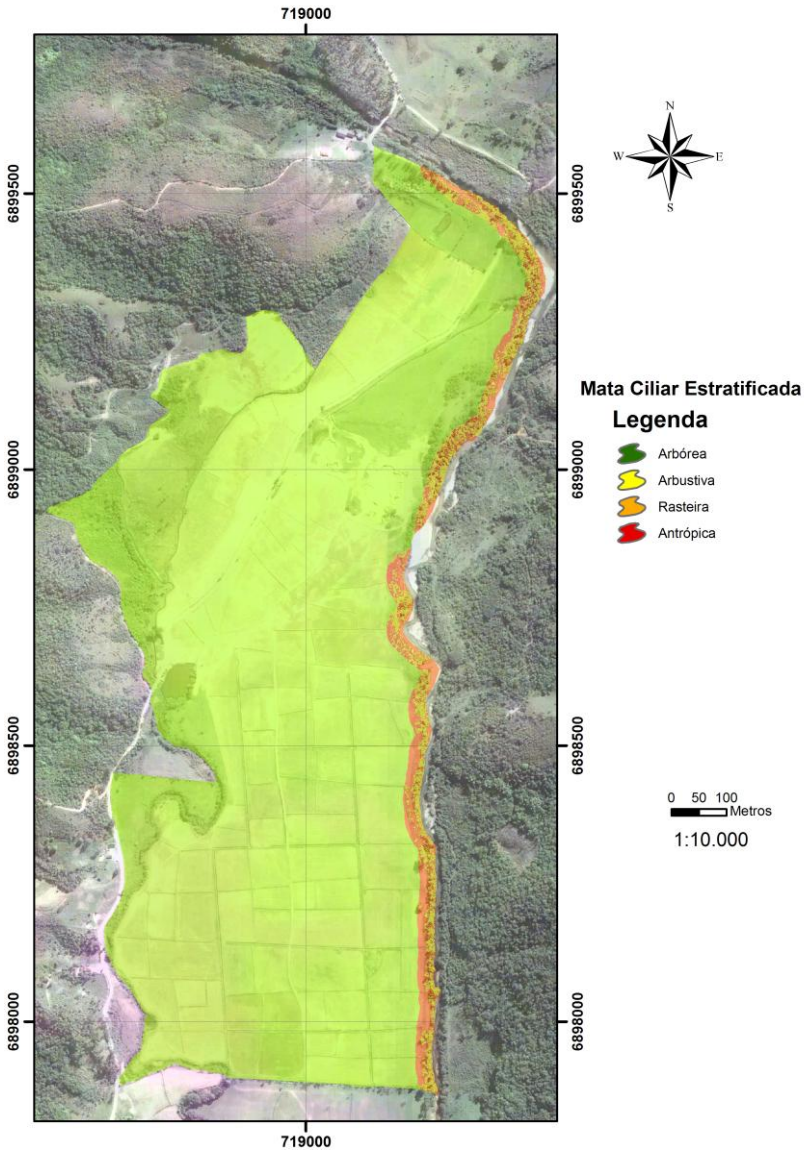 719000
N
W E
S
6899500
6899500
Mata Ciliar Estratificada
Legenda
Arbórea
Arbustiva
Rasteira
Antrópica
6899000
6899000
6898500
6898500
0 50 100
Metros
1:10.000
6898000
6898000
719000